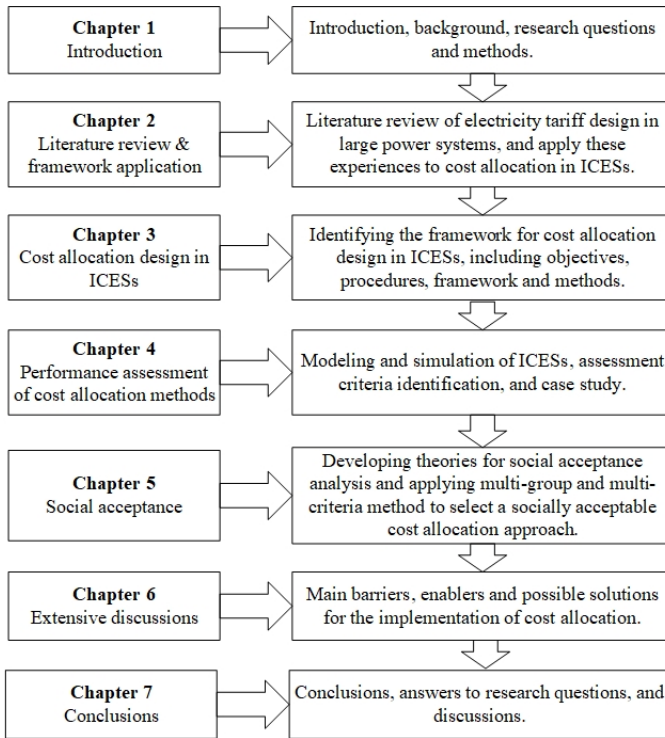 Chapter 1
Introduction
Introduction, background, research questions
and methods.
Chapter 2
Literature review &
framework application
Literature review of electricity tariff design in
large power systems, and apply these
experiences to cost allocation in ICESs.
Chapter 3
Cost allocation design in
ICESs
Identifying the framework for cost allocation
design in ICESs, including objectives,
procedures, framework and methods.
Chapter 4
Performance assessment
of cost allocation methods
Modeling and simulation of ICESs, assessment
criteria identification, and case study.
Chapter 5
Social acceptance
Developing theories for social acceptance
analysis and applying multi-group and multi-
criteria method to select a socially acceptable
cost allocation approach.
Chapter 6
Extensive discussions
Main barriers, enablers and possible solutions
for the implementation of cost allocation.
Chapter 7
Conclusions
Conclusions, answers to research questions, and
discussions.